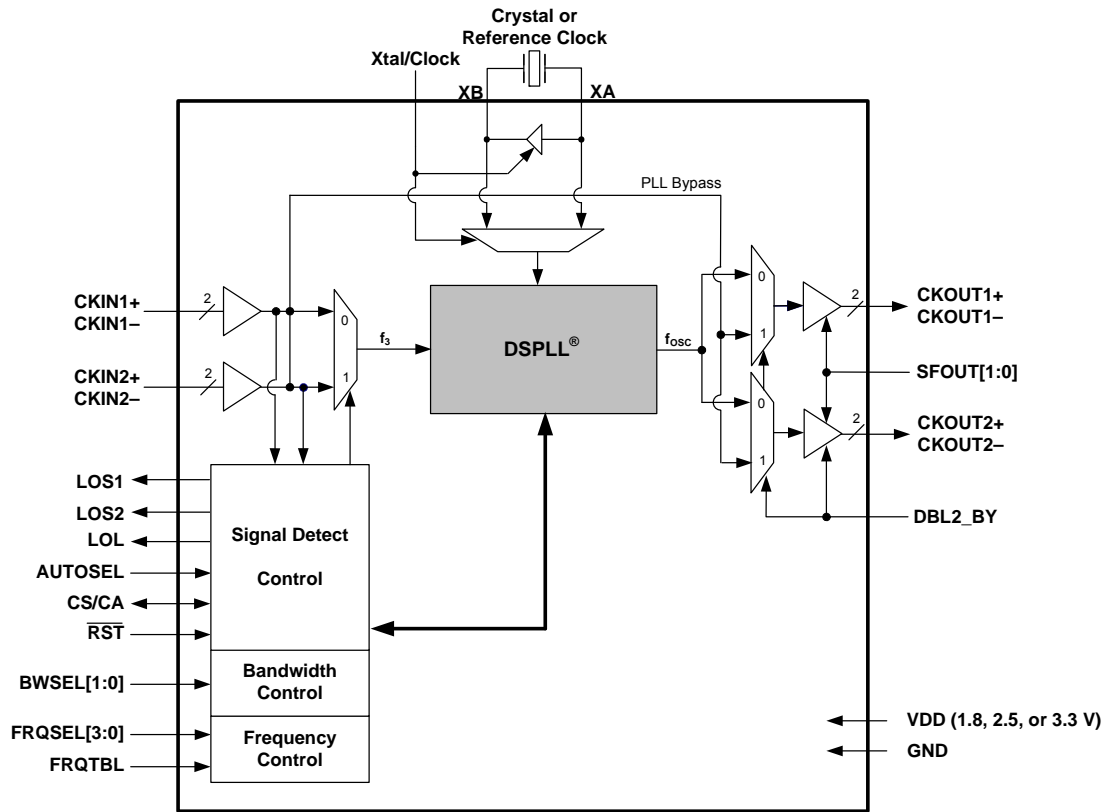 Crystal or
Reference Clock
Xtal/Clock
XB
XA
PLL Bypass
CKIN1+
CKIN1–
2
CKIN2+
CKIN2–
2
0
1
f3
DSPLL®
fOSC
0
1
0
1
2
CKOUT1+
CKOUT1–
SFOUT[1:0]
2
CKOUT2+
CKOUT2–
DBL2_BY
LOS1
LOS2
LOL
AUTOSEL
CS/CA
RST
BWSEL[1:0]
FRQSEL[3:0]
FRQTBL
Signal Detect
Control
Bandwidth
Control
Frequency
Control
VDD (1.8, 2.5, or 3.3 V)
GND